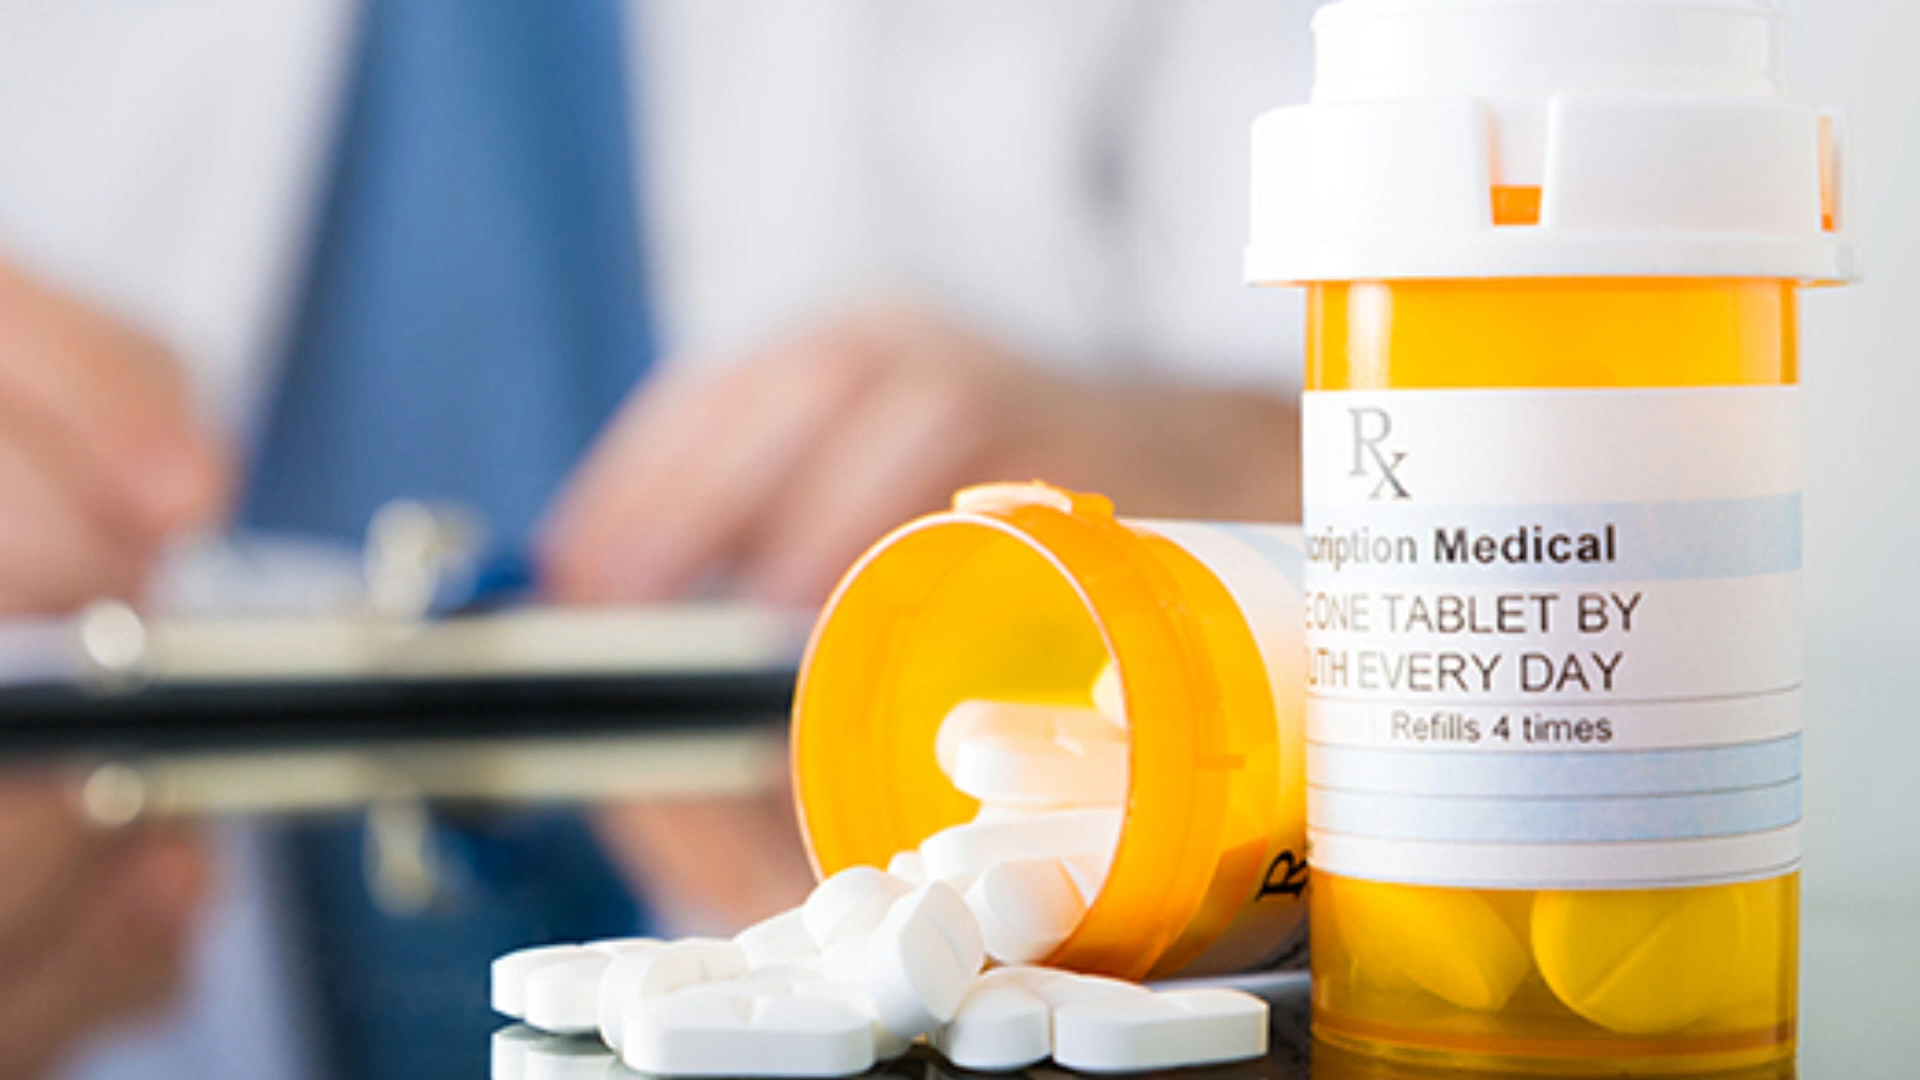 Rx
cription Medical
E ONE TABLET BY
UTH EVERY DAY
Refills 4 times
R